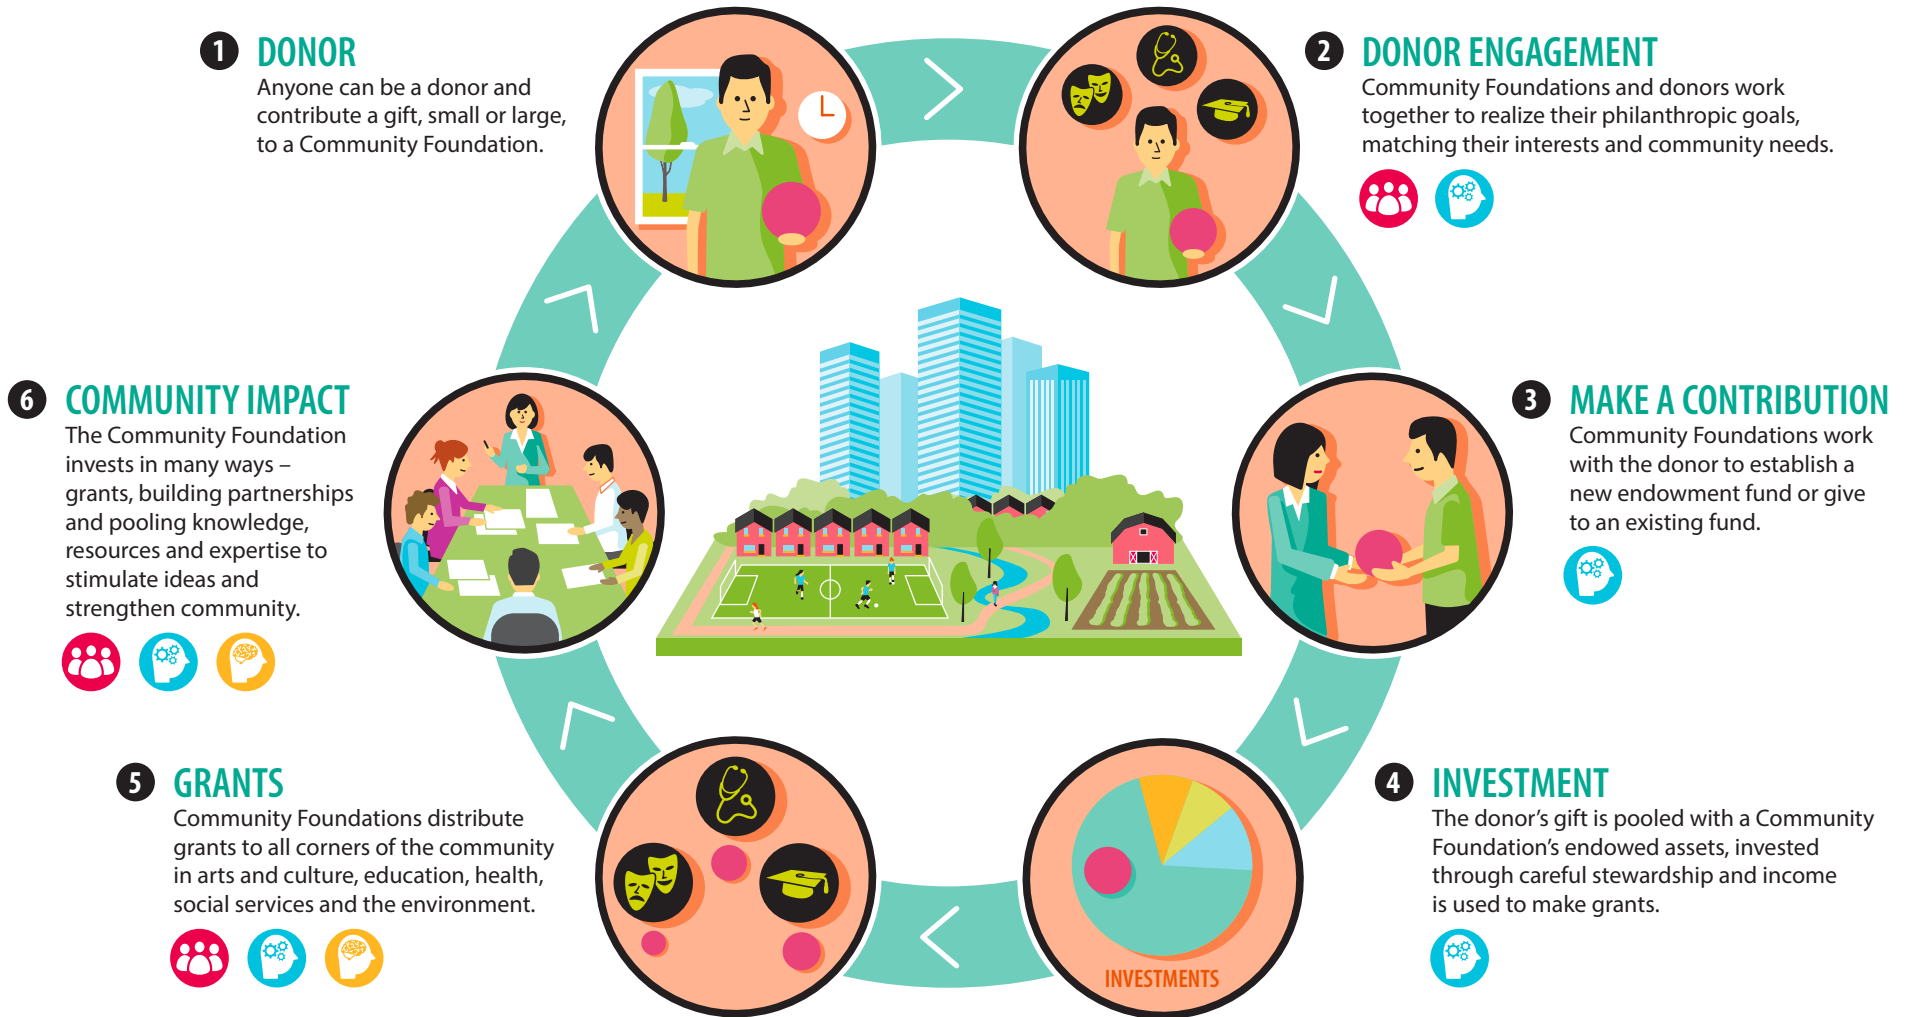 1 DONOR
Anyone can be a donor and
contribute a gift, small or large,
to a Community Foundation.
2 DONOR ENGAGEMENT
Community Foundations and donors work
together to realize their philanthropic goals,
matching their interests and community needs.
3 MAKE A CONTRIBUTION
Community Foundations work
with the donor to establish a
new endowment fund or give
to an existing fund.
4 INVESTMENT
The donor’s gift is pooled with a Community
Foundation’s endowed assets, invested
through careful stewardship and income
is used to make grants.
INVESTMENTS
5 GRANTS
Community Foundations distribute
grants to all corners of the community
in arts and culture, education, health,
social services and the environment.
6 COMMUNITY IMPACT
The Community Foundation
invests in many ways –
grants, building partnerships
and pooling knowledge,
resources and expertise to
stimulate ideas and
strengthen community.